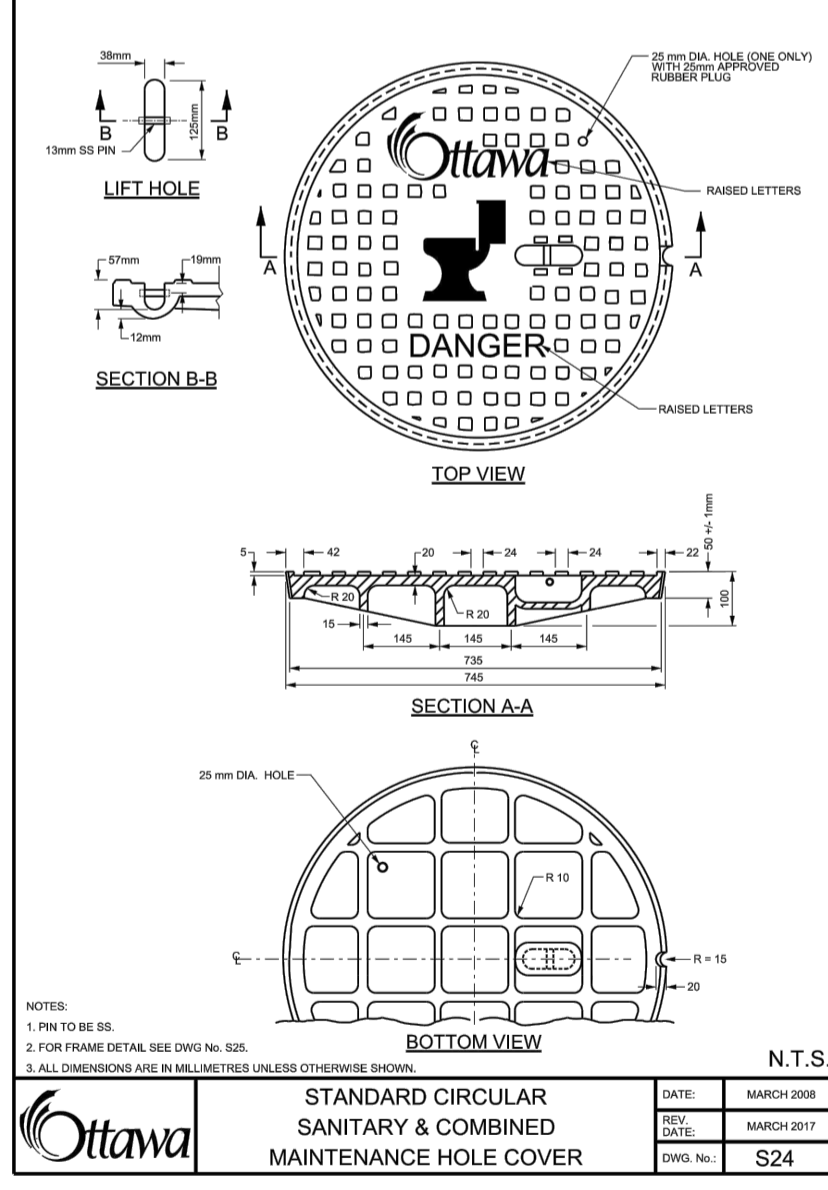 38mm
B
B
125mm
13mm SS PIN
LIFT HOLE
57mm
19mm
12mm
SECTION B-B
25 mm DIA. HOLE (ONE ONLY)
WITH 25mm APPROVED
RUBBER PLUG
Ottawa
RAISED LETTERS
A
A
DANGER
RAISED LETTERS
TOP VIEW
5
42
20
24
24
22
50 +/- 1mm
R 20
R 20
100
15
145
145
145
735
745
SECTION A-A
℄
25 mm DIA. HOLE
R 10
℄
R = 15
20
BOTTOM VIEW
NOTES:
1. PIN TO BE SS.
2. FOR FRAME DETAIL SEE DWG No. S25.
3. ALL DIMENSIONS ARE IN MILLIMETRES UNLESS OTHERWISE SHOWN.
N.T.S.
Ottawa
STANDARD CIRCULAR
SANITARY & COMBINED
MAINTENANCE HOLE COVER
DATE: MARCH 2008
REV.
DATE: MARCH 2017
DWG. No.: S24